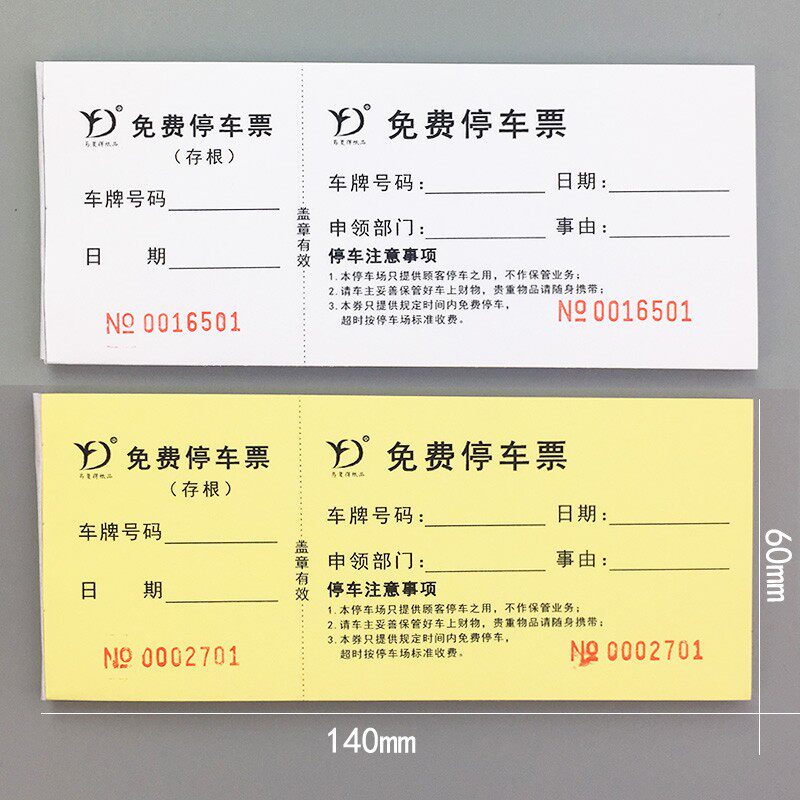 YD 免费停车票
（存根）
车牌号码
日 期
№ 0016501
盖章有效
YD 免费停车票
车牌号码： 日期：
申领部门： 事由：
停车注意事项
1.本停车场只提供顾客停车之用，不作保管业务；
2.请车主妥善保管好车上财物，贵重物品请随身携带；
3.本券只提供规定时间内免费停车，
超时按停车场标准收费。
№ 0016501
YD 免费停车票
（存根）
车牌号码
日 期
№ 0002701
盖章有效
YD 免费停车票
车牌号码： 日期：
申领部门： 事由：
停车注意事项
1.本停车场只提供顾客停车之用，不作保管业务；
2.请车主妥善保管好车上财物，贵重物品请随身携带；
3.本券只提供规定时间内免费停车，
超时按停车场标准收费。
№ 0002701
60mm
140mm